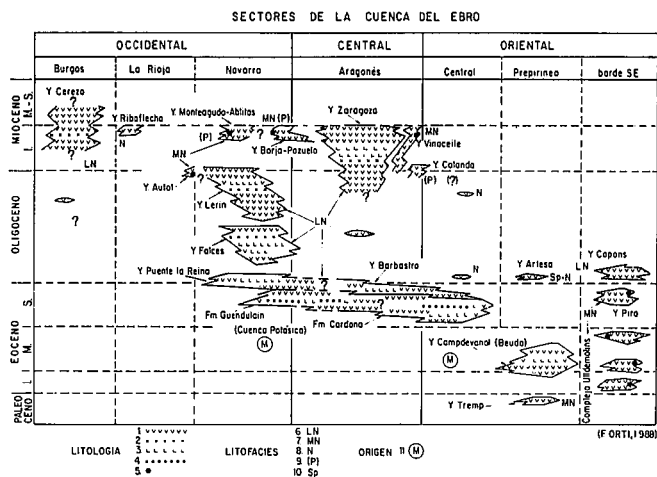 SECTORES DE LA CUENCA DEL EBRO
OCCIDENTAL CENTRAL ORIENTAL
Burgos La Rioja Navarra Aragonés Central Prepirineo borde SE
MIOCENO
M.-S.
I.
OLIGOCENO
EOCENO
S.
M.
I.
PALEOCENO
Y Cerezo
?
?
LN
Y Ribaflecha
N
Y Monteagudo-Ablitas
(P)
?
MN (P)
Y Borja-Pozuelo
Y Zaragoza
?
MN
Y Vinaceite
Y Calanda
(P) (?)
MN
Y Autol
?
Y Lerín
LN
Y Falces
?
N
Y Puente la Reina
?
Y Barbastro
N
Y Artesa
Sp-N
LN
Y Copons
Fm Guendulain
(Cuenca Potásica)
M
?
Fm Cardona
MN
Y Pira
Y Campdevanol (Beuda)
M
Complejo Ulldemolins
Y Tremp
MN
(F ORTI, 1988)
LITOLOGIA
1
2
3
4
5
LITOFACIES
6 LN
7 MN
8 N
9 (P)
10 Sp
ORIGEN 11 M